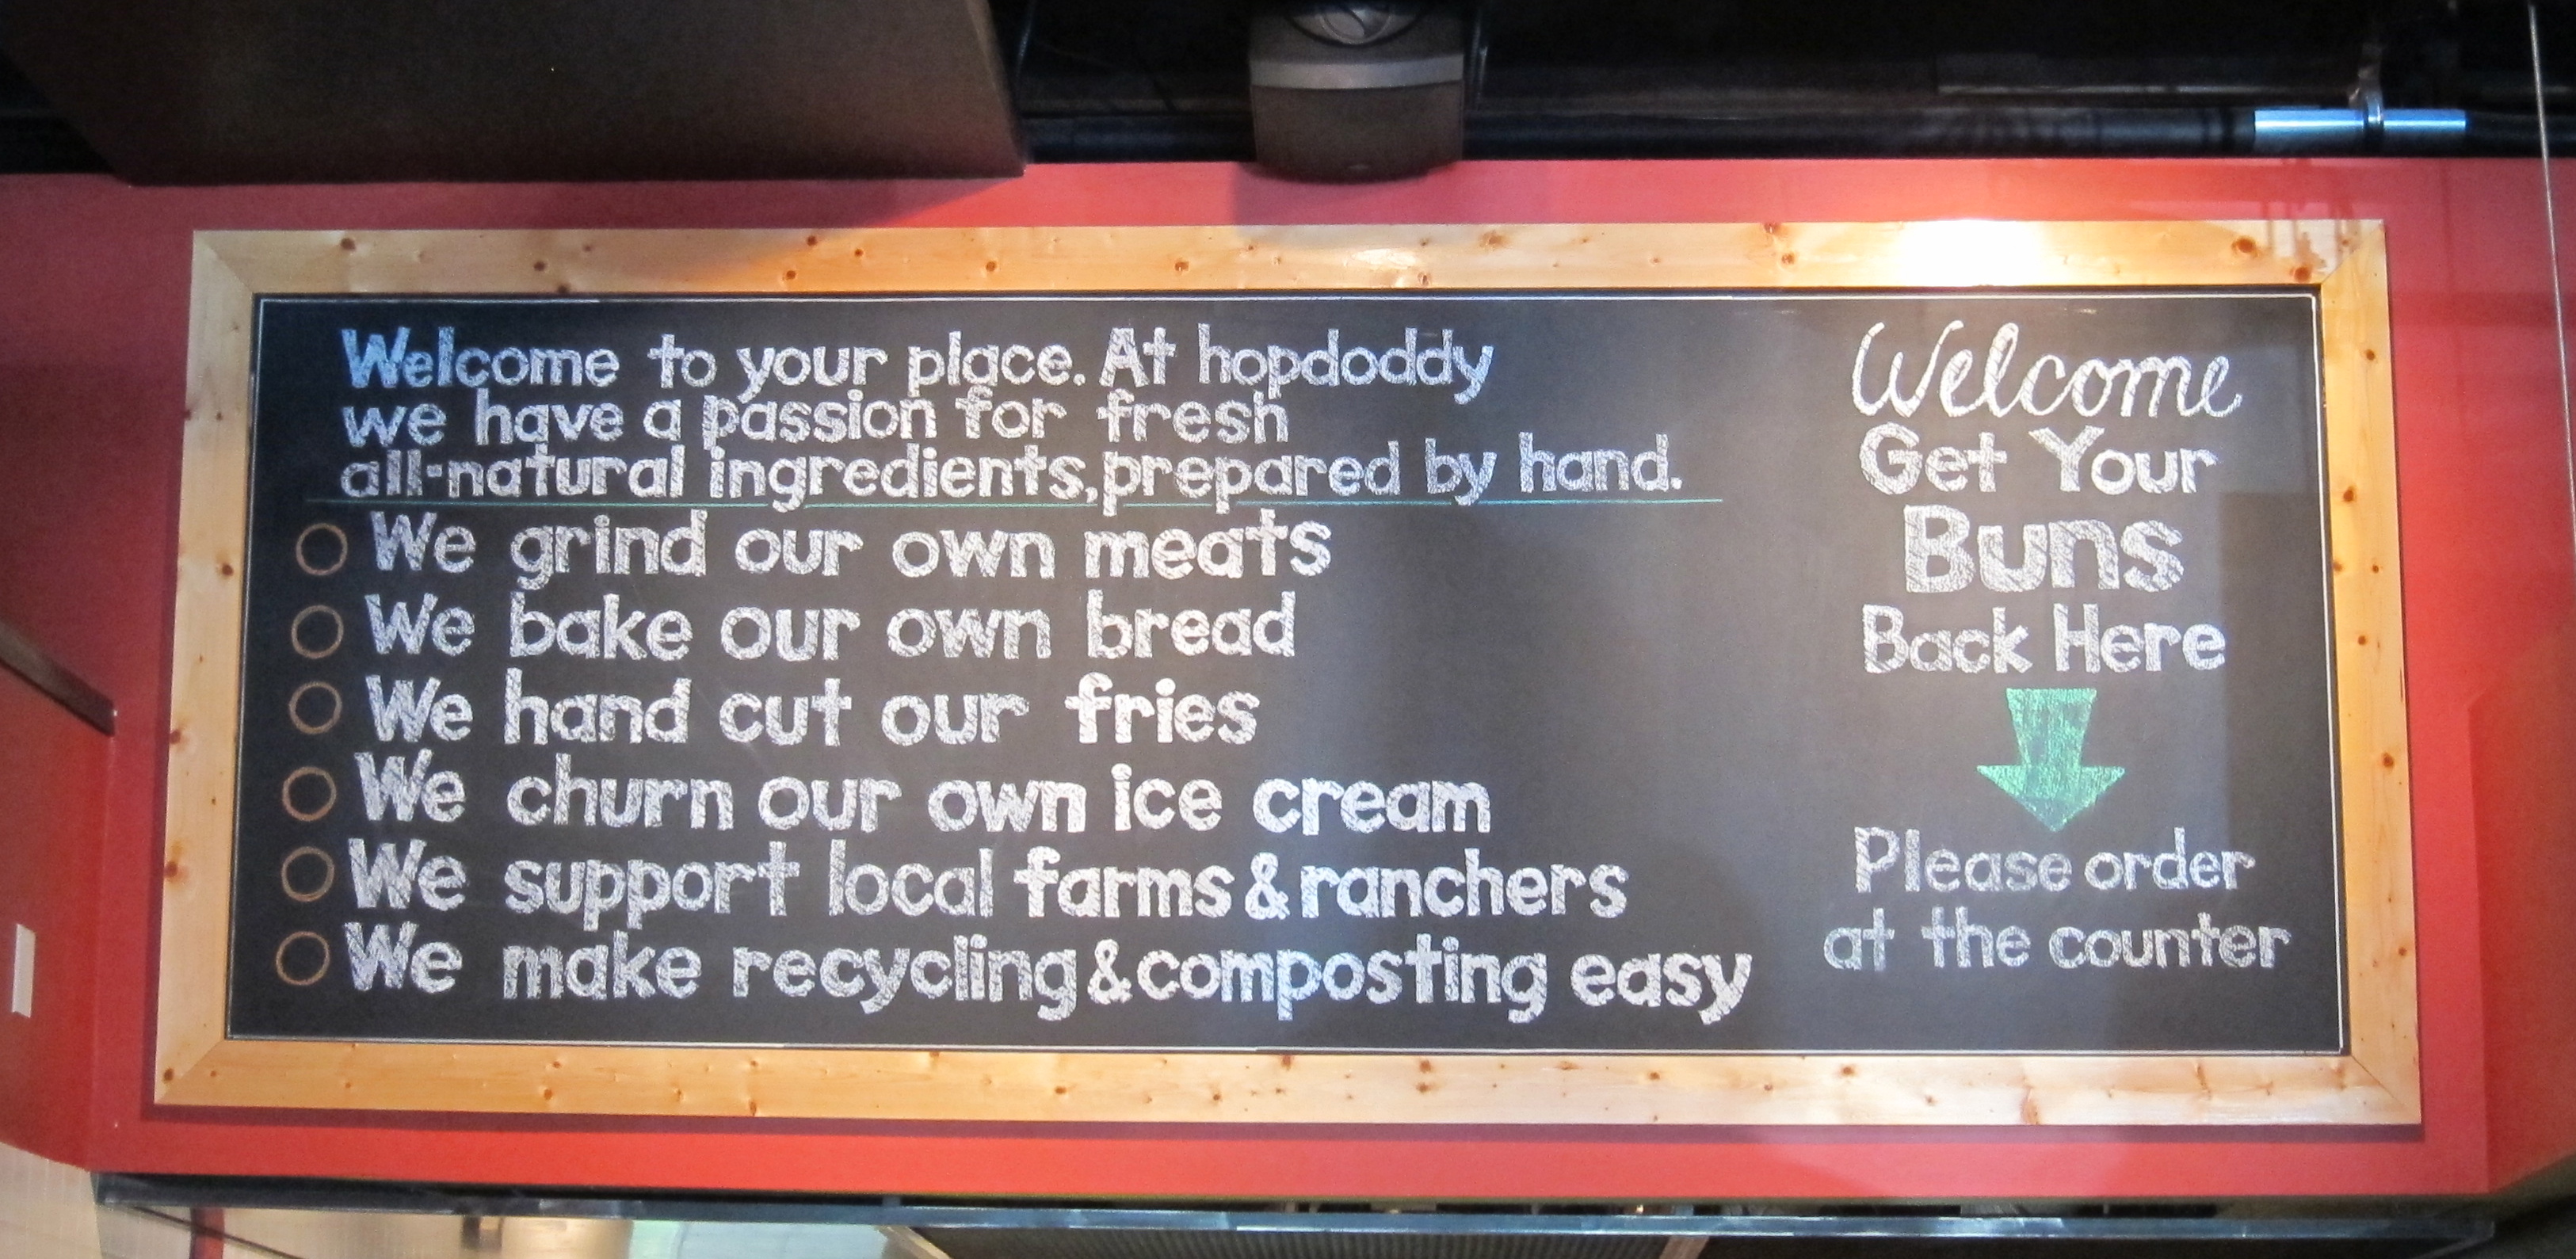 Welcome to your place. At hopdoddy
we have a passion for fresh
all-natural ingredients, prepared by hand.
We grind our own meats
We bake our own bread
We hand cut our fries
We churn our own ice cream
We support local farms & ranchers
We make recycling & composting easy
Welcome
Get Your
Buns
Back Here
Please order
at the counter